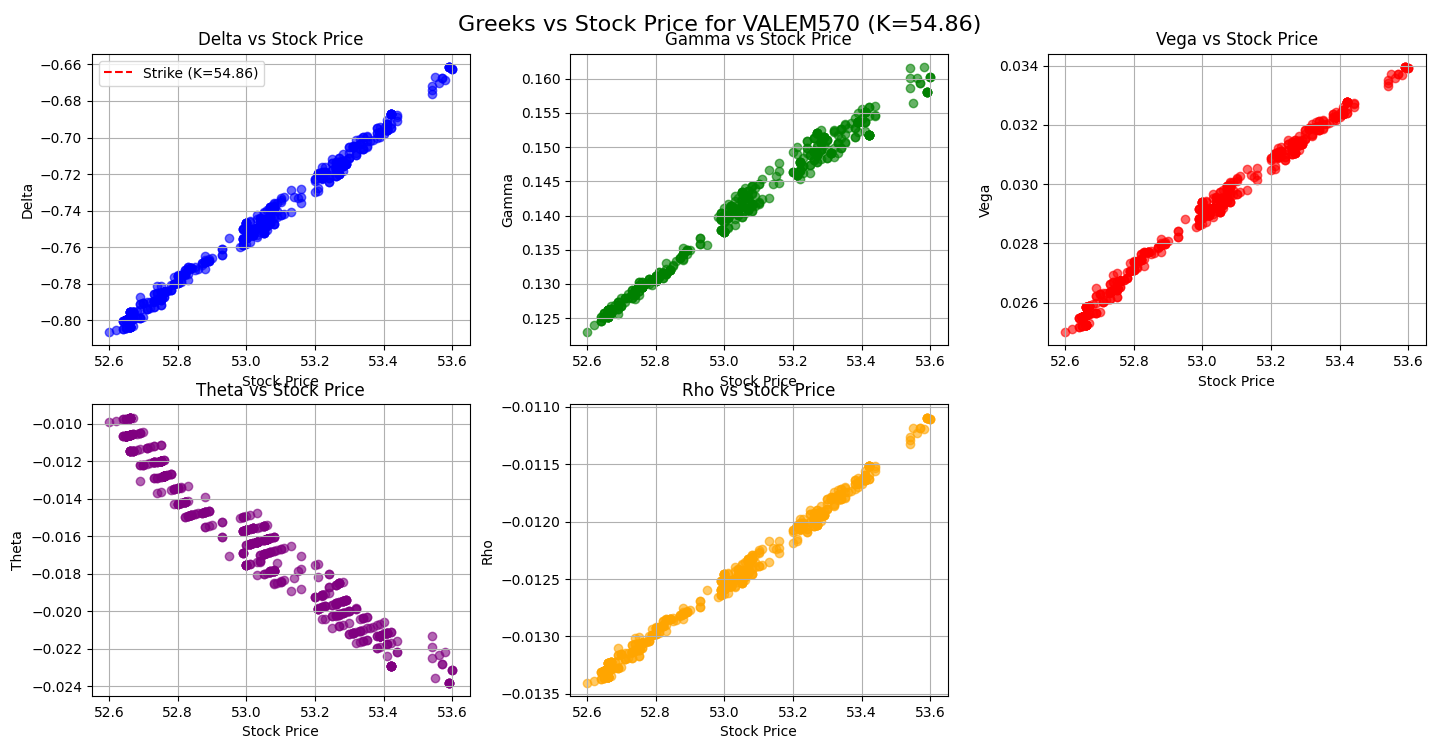 Greeks vs Stock Price for VALEM570 (K=54.86)
Delta vs Stock Price
Strike (K=54.86)
−0.66
−0.68
−0.70
−0.72
−0.74
−0.76
−0.78
−0.80
Delta
52.6 52.8 53.0 53.2 53.4 53.6
Stock Price
Gamma vs Stock Price
0.160
0.155
0.150
0.145
0.140
0.135
0.130
0.125
Gamma
52.6 52.8 53.0 53.2 53.4 53.6
Stock Price
Vega vs Stock Price
0.034
0.032
0.030
0.028
0.026
Vega
52.6 52.8 53.0 53.2 53.4 53.6
Stock Price
Theta vs Stock Price
−0.010
−0.012
−0.014
−0.016
−0.018
−0.020
−0.022
−0.024
Theta
52.6 52.8 53.0 53.2 53.4 53.6
Stock Price
Rho vs Stock Price
−0.0110
−0.0115
−0.0120
−0.0125
−0.0130
−0.0135
Rho
52.6 52.8 53.0 53.2 53.4 53.6
Stock Price